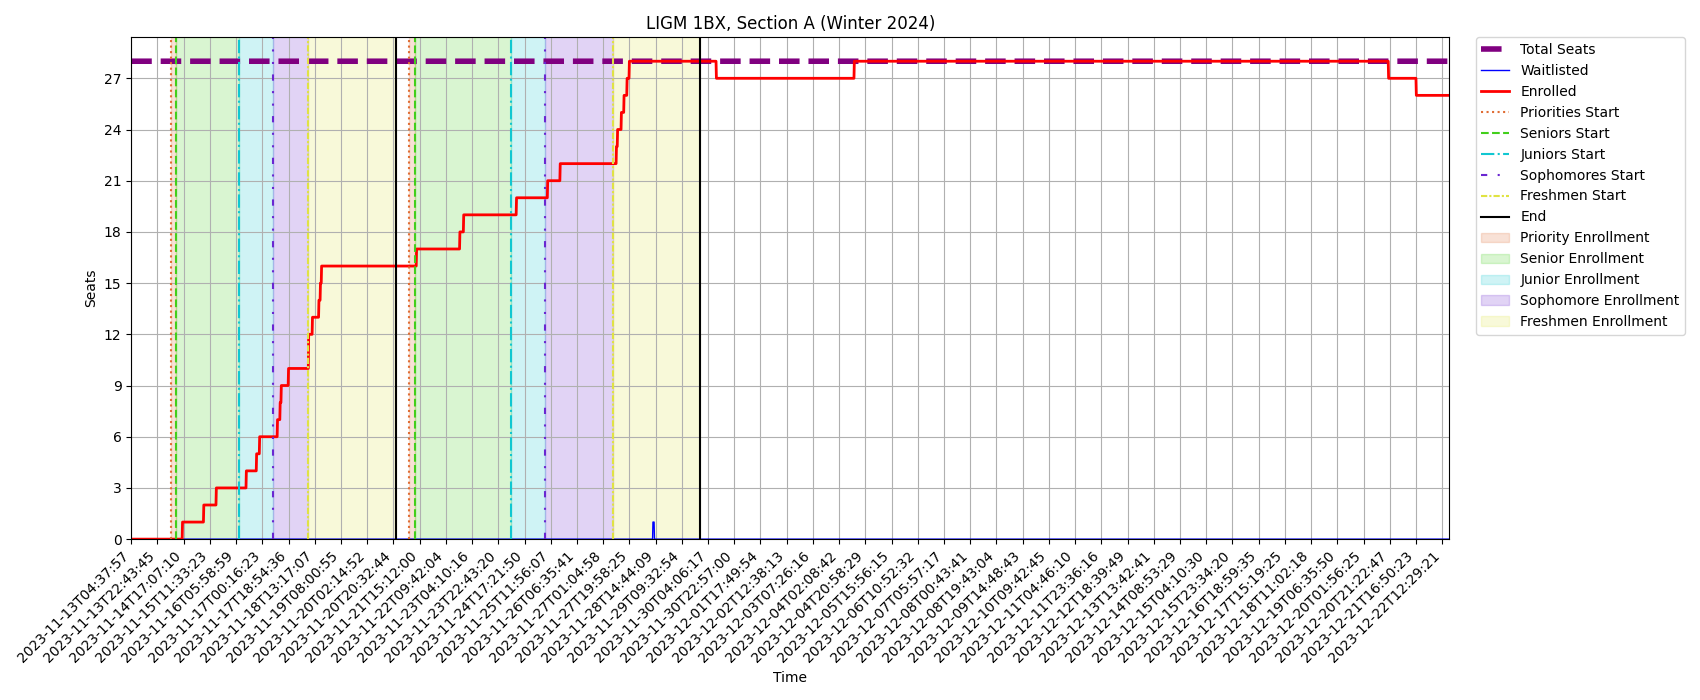 LIGM 1BX, Section A (Winter 2024)
Total Seats
Waitlisted
Enrolled
Priorities Start
Seniors Start
Juniors Start
Sophomores Start
Freshmen Start
End
Priority Enrollment
Senior Enrollment
Junior Enrollment
Sophomore Enrollment
Freshmen Enrollment
Seats
27
24
21
18
15
12
9
6
3
0
2023-11-13T04:37:57
2023-11-13T22:43:45
2023-11-14T17:07:10
2023-11-15T11:33:23
2023-11-16T05:58:59
2023-11-17T00:16:23
2023-11-17T18:54:36
2023-11-18T13:17:07
2023-11-19T08:00:55
2023-11-20T02:14:52
2023-11-20T20:32:44
2023-11-21T15:12:00
2023-11-22T09:42:04
2023-11-23T04:10:16
2023-11-23T22:43:20
2023-11-24T17:21:50
2023-11-25T11:56:07
2023-11-26T06:35:41
2023-11-27T01:04:58
2023-11-27T19:58:25
2023-11-28T14:44:09
2023-11-29T09:32:54
2023-11-30T04:06:17
2023-11-30T22:57:00
2023-12-01T17:49:54
2023-12-02T12:38:13
2023-12-03T07:26:16
2023-12-04T02:08:42
2023-12-04T20:58:29
2023-12-05T15:56:15
2023-12-06T10:52:32
2023-12-07T05:57:17
2023-12-08T00:43:41
2023-12-08T19:43:04
2023-12-09T14:48:43
2023-12-10T09:42:45
2023-12-11T04:46:10
2023-12-11T23:36:16
2023-12-12T18:39:49
2023-12-13T13:42:41
2023-12-14T08:53:29
2023-12-15T04:10:30
2023-12-15T23:34:20
2023-12-16T18:59:35
2023-12-17T15:19:25
2023-12-18T11:02:18
2023-12-19T06:35:50
2023-12-20T01:56:25
2023-12-20T21:22:47
2023-12-21T16:50:23
2023-12-22T12:29:21
Time